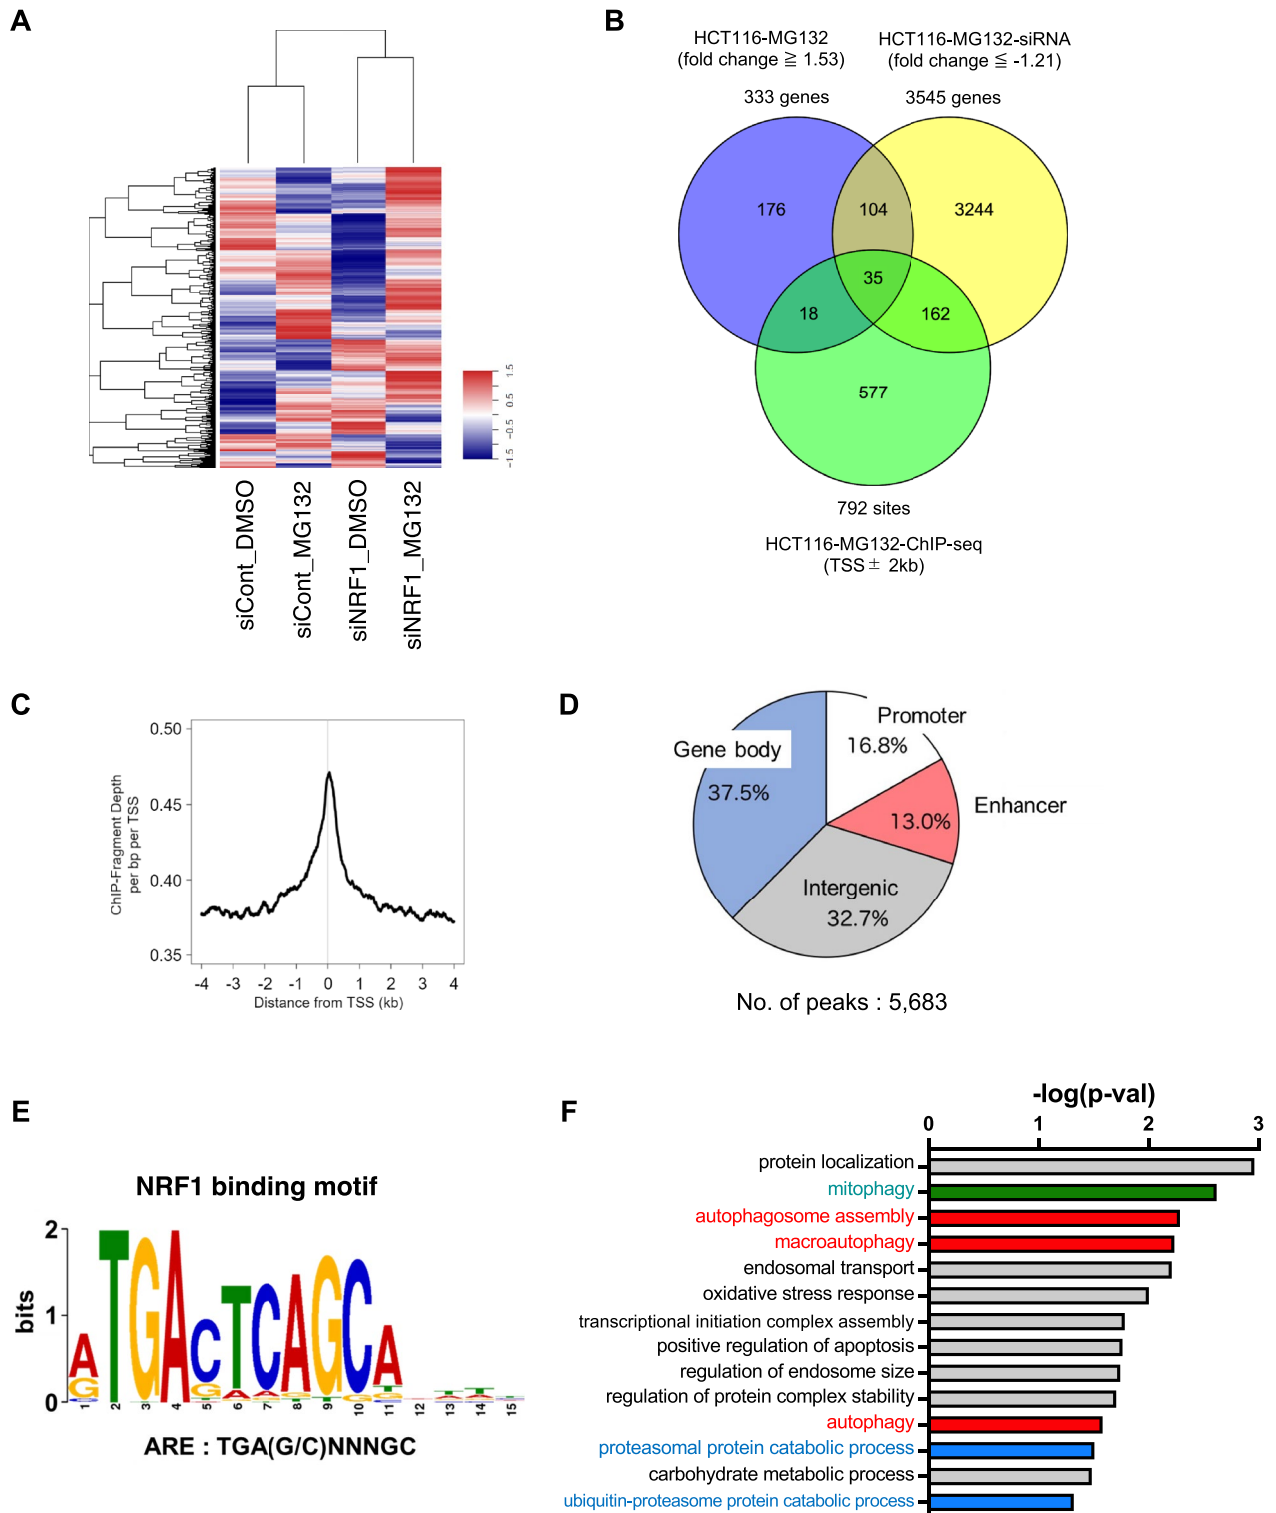 A
1.5
0.5
−0.5
−1.5
siCont_DMSO
siCont_MG132
siNRF1_DMSO
siNRF1_MG132
B
HCT116-MG132
(fold change ≧ 1.53)
HCT116-MG132-siRNA
(fold change ≦ -1.21)
333 genes
3545 genes
176
104
3244
35
18
162
577
792 sites
HCT116-MG132-ChIP-seq
(TSS ± 2kb)
C
ChIP-Fragment Depth
per bp per TSS
0.50
0.45
0.40
0.35
-4 -3 -2 -1 0 1 2 3 4
Distance from TSS (kb)
D
Promoter
16.8%
Gene body
37.5%
Enhancer
13.0%
Intergenic
32.7%
No. of peaks : 5,683
E
NRF1 binding motif
bits
2
1
0
ATGACTCAGCA
1 2 3 4 5 6 7 8 9 10 11 12 13 14 15
ARE : TGA(G/C)NNNGC
F
-log(p-val)
0 1 2 3
protein localization
mitophagy
autophagosome assembly
macroautophagy
endosomal transport
oxidative stress response
transcriptional initiation complex assembly
positive regulation of apoptosis
regulation of endosome size
regulation of protein complex stability
autophagy
proteasomal protein catabolic process
carbohydrate metabolic process
ubiquitin-proteasome protein catabolic process